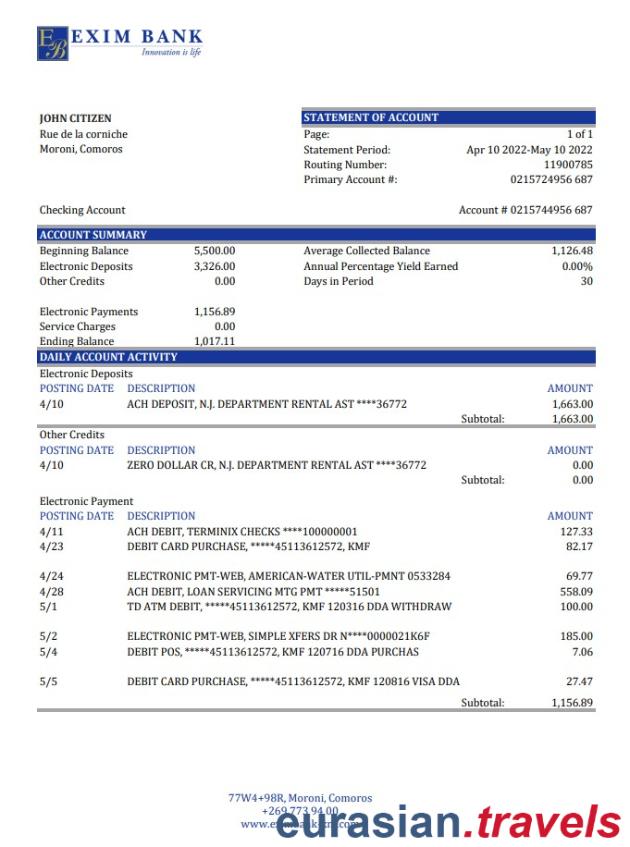 EB EXIM BANK
Innovation is life
JOHN CITIZEN
Rue de la corniche
Moroni, Comoros
STATEMENT OF ACCOUNT
Page: 1 of 1
Statement Period: Apr 10 2022-May 10 2022
Routing Number: 11900785
Primary Account #: 0215724956 687
Checking Account Account # 0215744956 687
ACCOUNT SUMMARY
Beginning Balance 5,500.00 Average Collected Balance 1,126.48
Electronic Deposits 3,326.00 Annual Percentage Yield Earned 0.00%
Other Credits 0.00 Days in Period 30
Electronic Payments 1,156.89
Service Charges 0.00
Ending Balance 1,017.11
DAILY ACCOUNT ACTIVITY
Electronic Deposits
POSTING DATE DESCRIPTION AMOUNT
4/10 ACH DEPOSIT, N.J. DEPARTMENT RENTAL AST ****36772 1,663.00
Subtotal: 1,663.00
Other Credits
POSTING DATE DESCRIPTION AMOUNT
4/10 ZERO DOLLAR CR, N.J. DEPARTMENT RENTAL AST ****36772 0.00
Subtotal: 0.00
Electronic Payment
POSTING DATE DESCRIPTION AMOUNT
4/11 ACH DEBIT, TERMINIX CHECKS ****100000001 127.33
4/23 DEBIT CARD PURCHASE, *****45113612572, KMF 82.17
4/24 ELECTRONIC PMT-WEB, AMERICAN-WATER UTIL-PMNT 0533284 69.77
4/28 ACH DEBIT, LOAN SERVICING MTG PMT *****51501 558.09
5/1 TD ATM DEBIT, *****45113612572, KMF 120316 DDA WITHDRAW 100.00
5/2 ELECTRONIC PMT-WEB, SIMPLE XFERS DR N****0000021K6F 185.00
5/4 DEBIT POS, *****45113612572, KMF 120716 DDA PURCHAS 7.06
5/5 DEBIT CARD PURCHASE, *****45113612572, KMF 120816 VISA DDA 27.47
Subtotal: 1,156.89
77W4+98R, Moroni, Comoros
+269 773 94 00
eurasian.travels